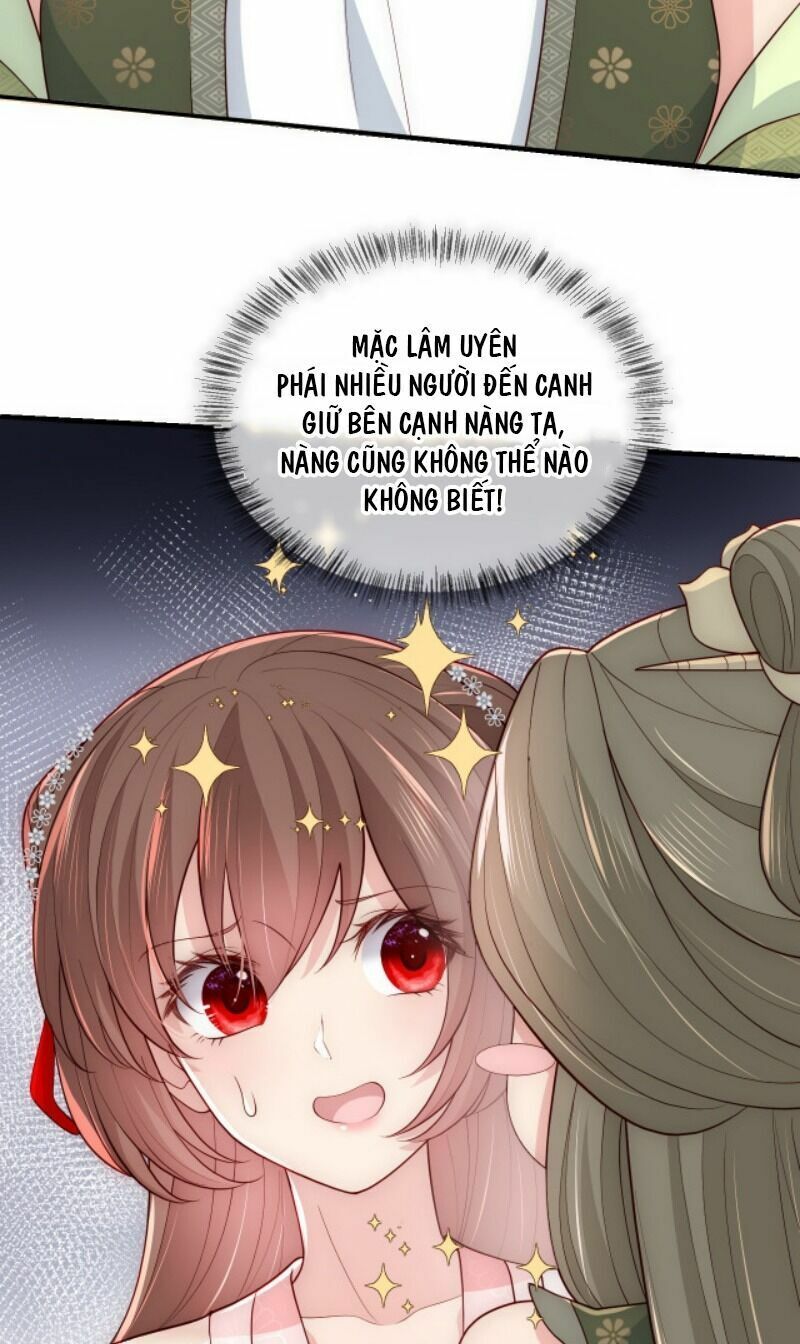 MẶC LÂM UYÊN
PHÁI NHIỀU NGƯỜI ĐẾN CANH
GIỮ BÊN CẠNH NÀNG TA,
NÀNG CŨNG KHÔNG THỂ NÀO
KHÔNG BIẾT!